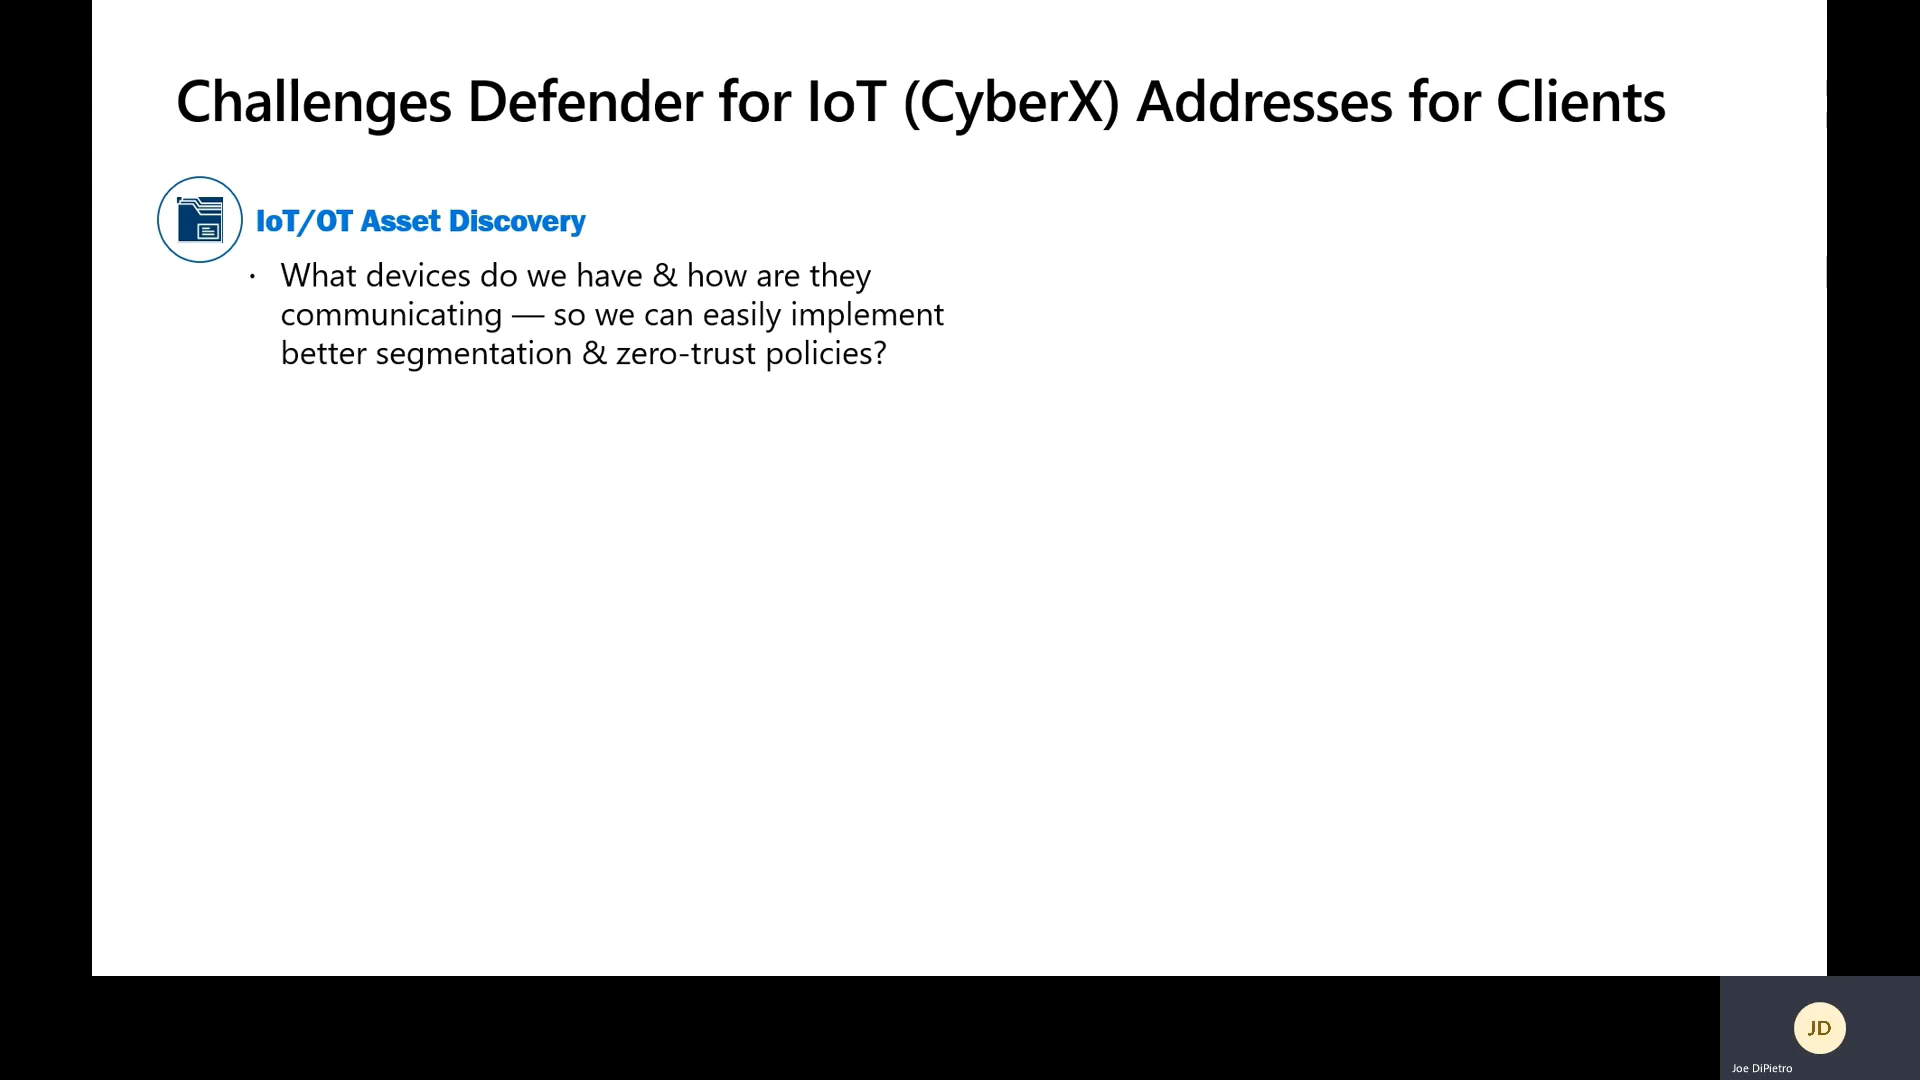 Challenges Defender for IoT (CyberX) Addresses for Clients
IoT/OT Asset Discovery
· What devices do we have & how are they
communicating — so we can easily implement
better segmentation & zero-trust policies?
JD
Joe DiPietro